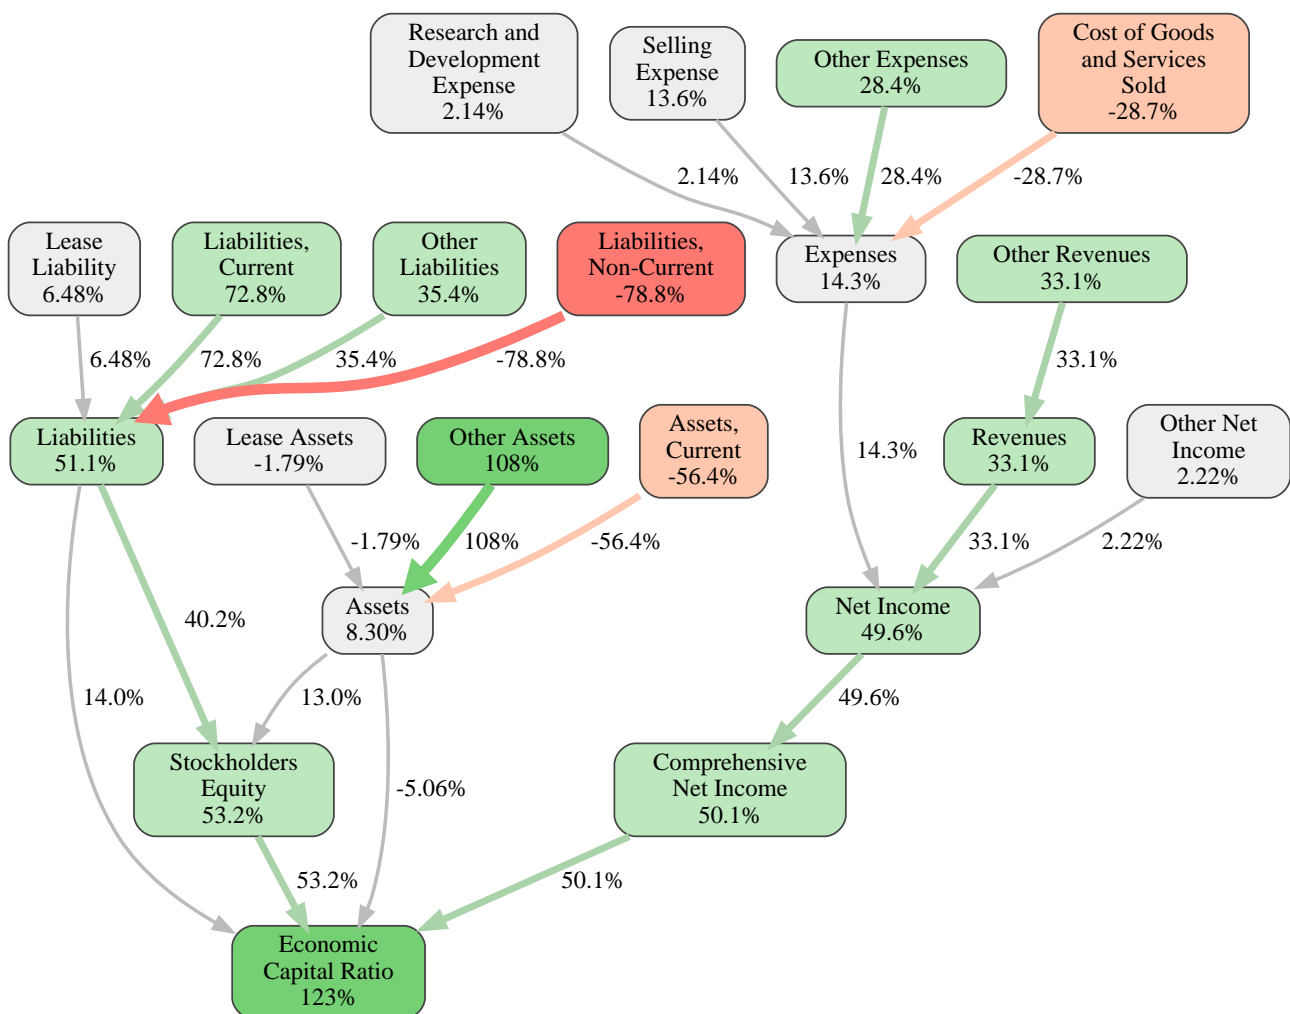 Research and
Development
Expense
2.14%
Selling
Expense
13.6%
Other Expenses
28.4%
Cost of Goods
and Services
Sold
-28.7%
2.14%
13.6%
28.4%
-28.7%
Lease
Liability
6.48%
Liabilities,
Current
72.8%
Other
Liabilities
35.4%
Liabilities,
Non-Current
-78.8%
Expenses
14.3%
Other Revenues
33.1%
6.48%
72.8%
35.4%
-78.8%
33.1%
Liabilities
51.1%
Lease Assets
-1.79%
Other Assets
108%
Assets,
Current
-56.4%
14.3%
Revenues
33.1%
Other Net
Income
2.22%
-1.79%
108%
-56.4%
33.1%
2.22%
40.2%
Assets
8.30%
Net Income
49.6%
14.0%
13.0%
49.6%
Stockholders
Equity
53.2%
-5.06%
Comprehensive
Net Income
50.1%
53.2%
50.1%
Economic
Capital Ratio
123%